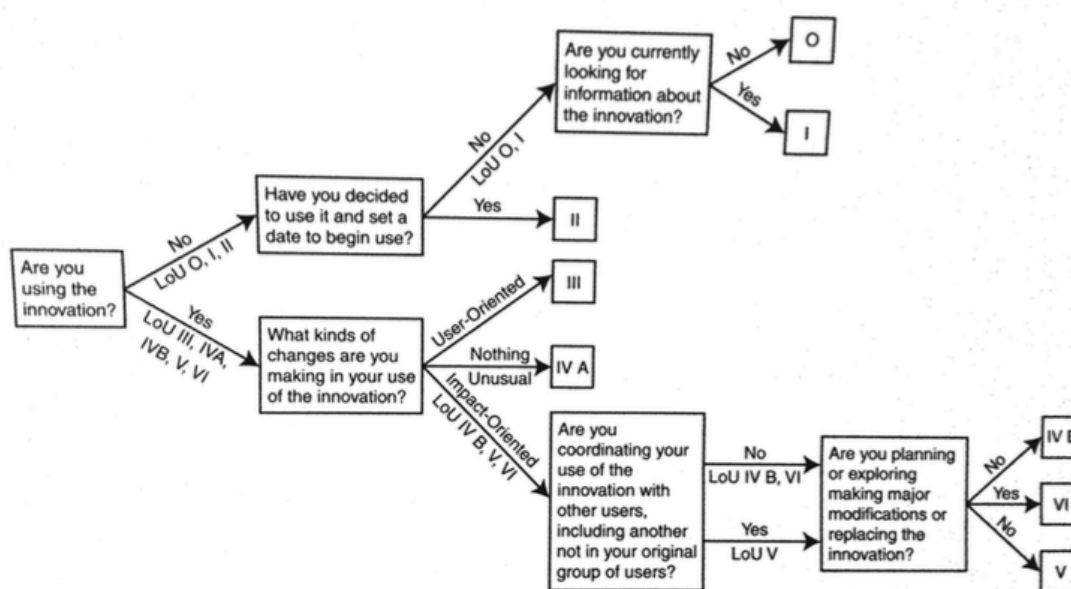 Are you currently
looking for
information about
the innovation?
No
O
Yes
I
No
LoU O, I
Have you decided
to use it and set a
date to begin use?
Yes
II
No
LoU O, I, II
Are you
using the
innovation?
Yes
LoU III, IVA,
IVB, V, VI
What kinds of
changes are you
making in your use
of the innovation?
User-Oriented
III
Nothing
Unusual
IV A
Impact-Oriented
LoU IV B, V, VI
Are you
coordinating your
use of the
innovation with
other users,
including another
not in your original
group of users?
No
LoU IV B, VI
Yes
LoU V
Are you planning
or exploring
making major
modifications or
replacing the
innovation?
No
IV B
Yes
VI
No
V